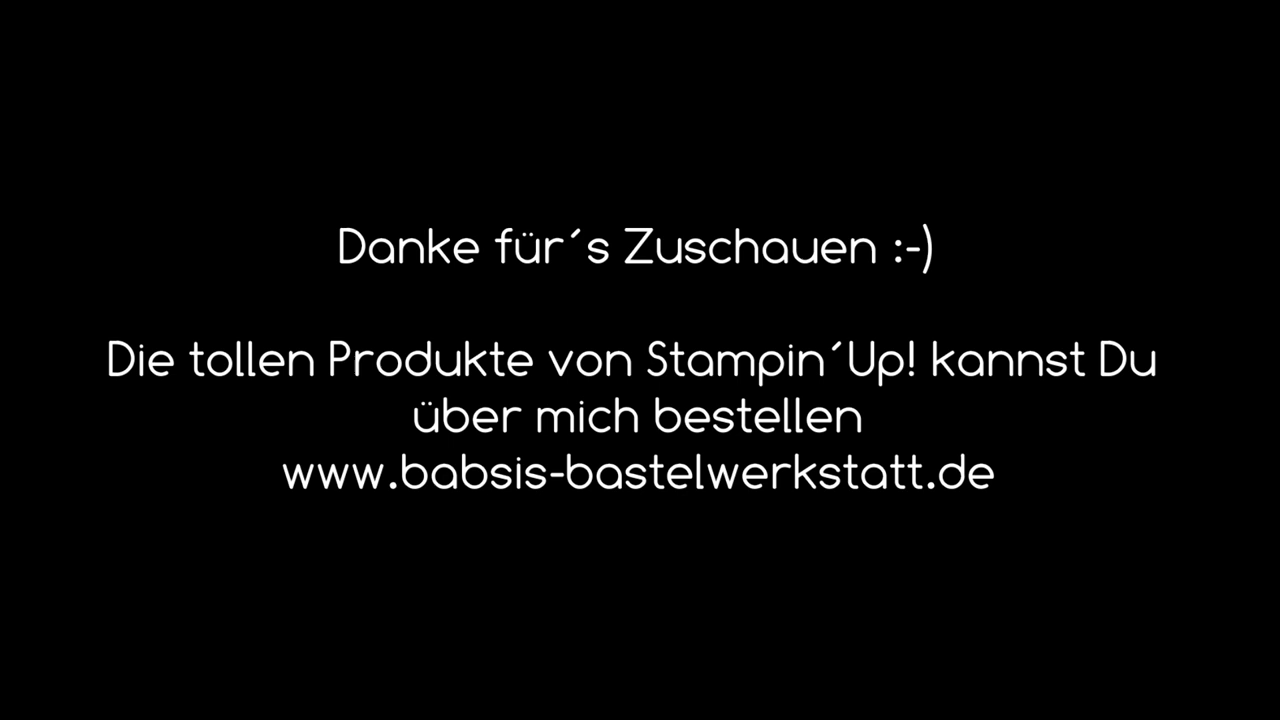 Danke für´s Zuschauen :-)
Die tollen Produkte von Stampin´Up! kannst Du
über mich bestellen
www.babsis-bastelwerkstatt.de